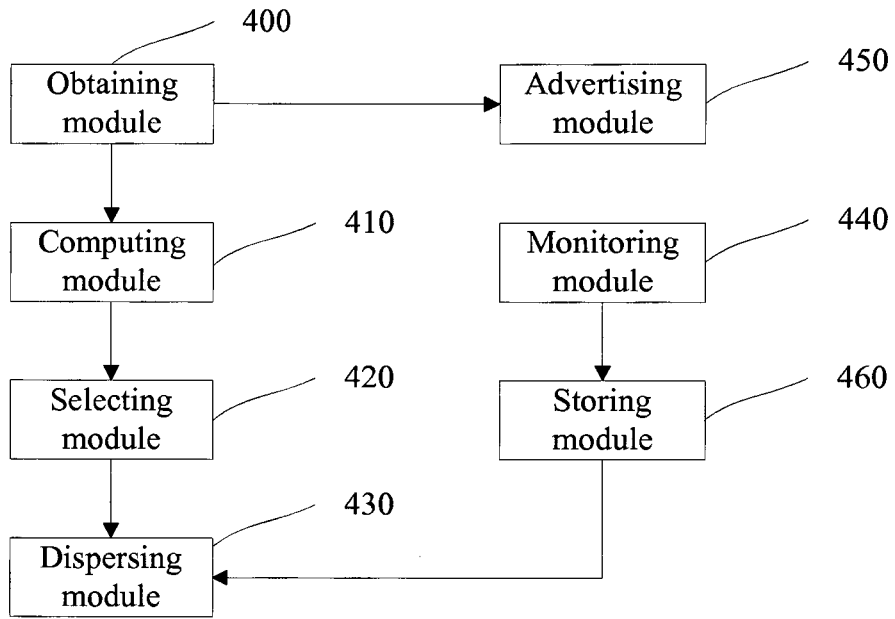 400
Obtaining
module
450
Advertising
module
410
Computing
module
440
Monitoring
module
420
Selecting
module
460
Storing
module
430
Dispersing
module